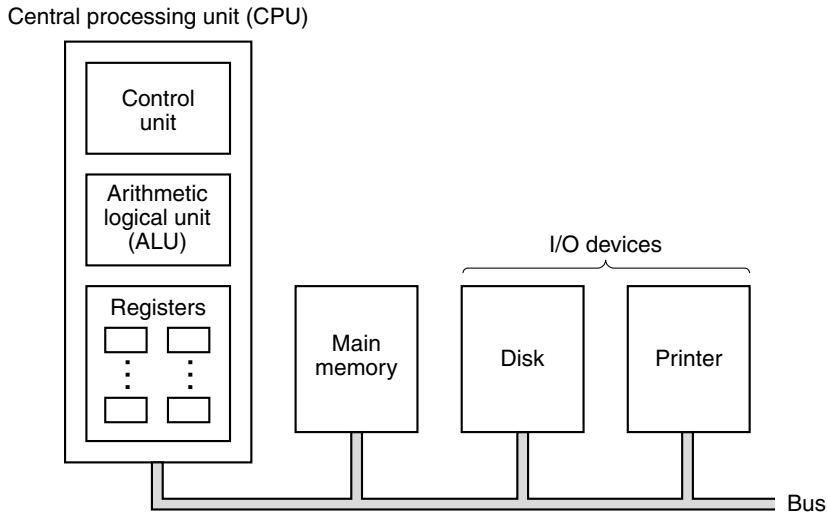 Central processing unit (CPU)
Control
unit
Arithmetic
logical unit
(ALU)
Registers
I/O devices
Main
memory
Disk
Printer
Bus